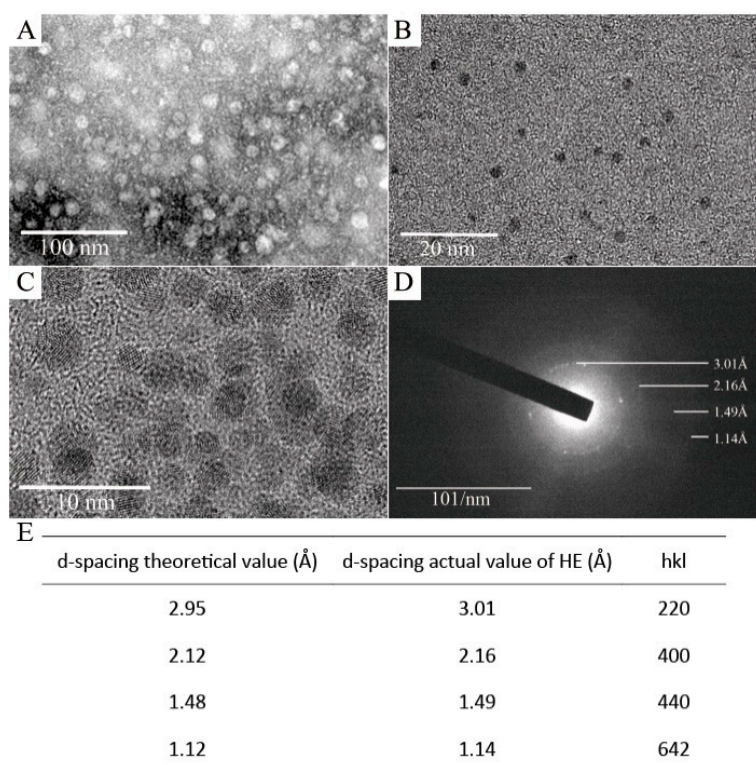 A
B
100 nm
20 nm
C
D
3.01Å
2.16Å
1.49Å
1.14Å
10 nm
101/nm
E
d-spacing theoretical value (Å) d-spacing actual value of HE (Å) hkl
2.95 3.01 220
2.12 2.16 400
1.48 1.49 440
1.12 1.14 642